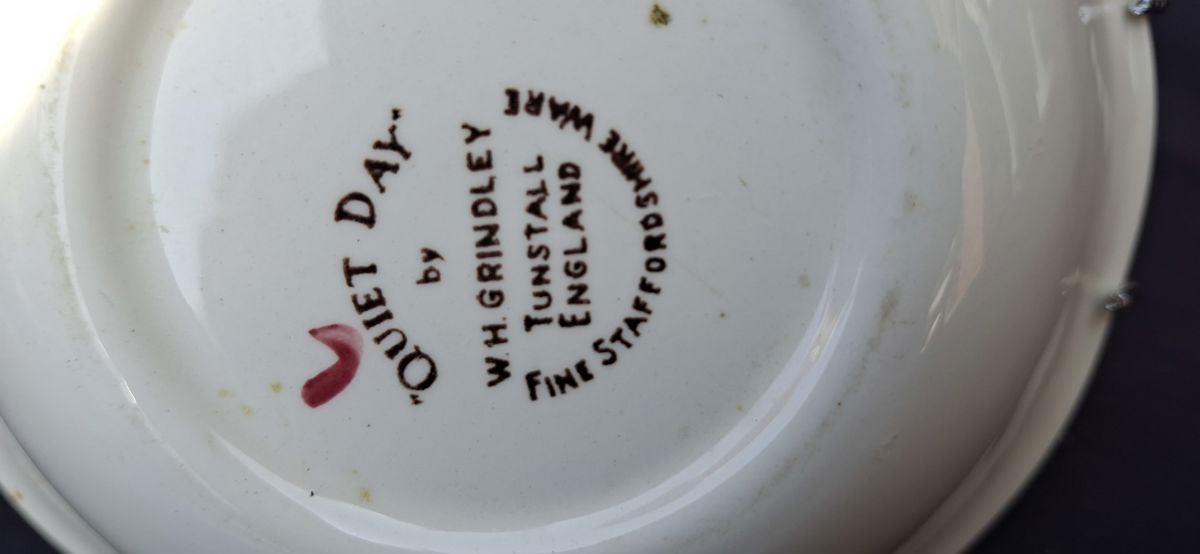 "QUIET DAY"
by
W.H.GRINDLEY
TUNSTALL
ENGLAND
FINE STAFFORDSHIRE WARE